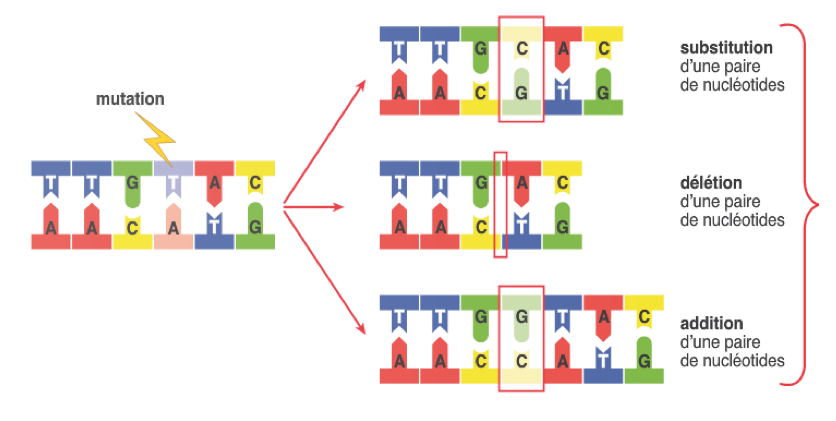 mutation
T T G T A C
A A C A T G
T T G C A C
A A C G T G
substitution
d'une paire
de nucléotides
T T G A C
A A C T G
délétion
d'une paire
de nucléotides
T T G G T A C
A A C C A T G
addition
d'une paire
de nucléotides